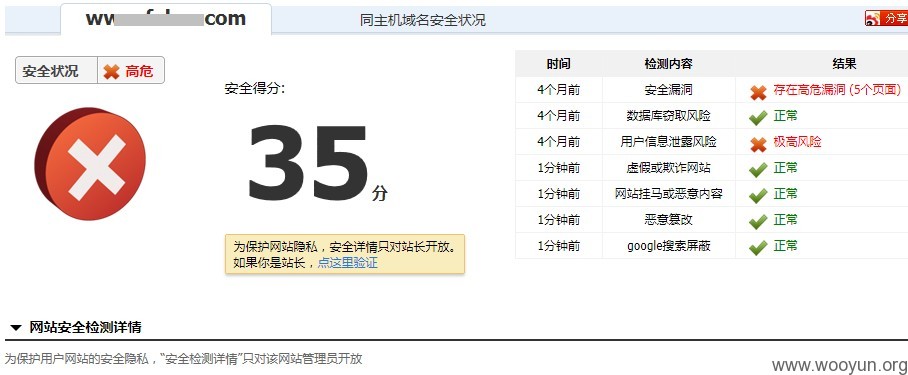 com
同主机域名安全状况
分享
安全状况 高危
安全得分:
35分
为保护网站隐私，安全详情只对站长开放。
如果你是站长，点这里验证
时间 检测内容 结果
4个月前 安全漏洞 存在高危漏洞 (5个页面)
4个月前 数据库窃取风险 正常
4个月前 用户信息泄露风险 极高风险
1分钟前 虚假或欺诈网站 正常
1分钟前 网站挂马或恶意内容 正常
1分钟前 恶意篡改 正常
1分钟前 google搜索屏蔽 正常
网站安全检测详情
为保护用户网站的安全隐私，“安全检测详情”只对该网站管理员开放
www.wooyun.org